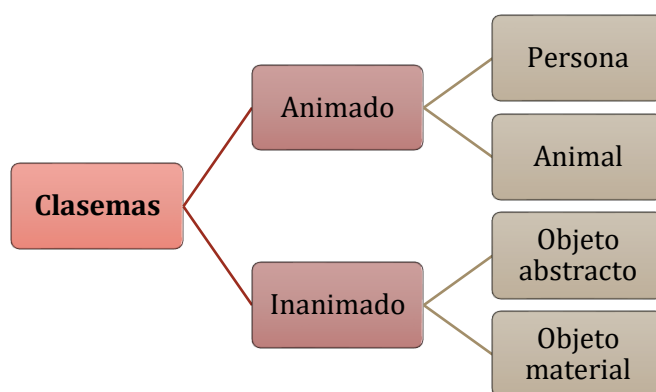 Clasemas
Animado
Persona
Animal
Inanimado
Objeto
abstracto
Objeto
material